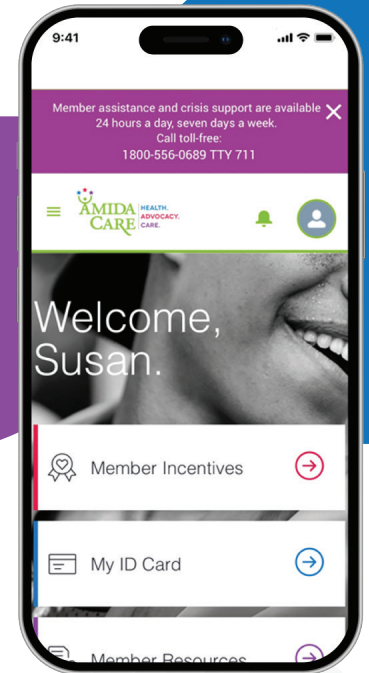 9:41
Member assistance and crisis support are available
24 hours a day, seven days a week.
Call toll-free:
1800-556-0689 TTY 711
AMIDA
CARE
HEALTH.
ADVOCACY.
CARE.
Welcome,
Susan.
Member Incentives
My ID Card
Member Resources